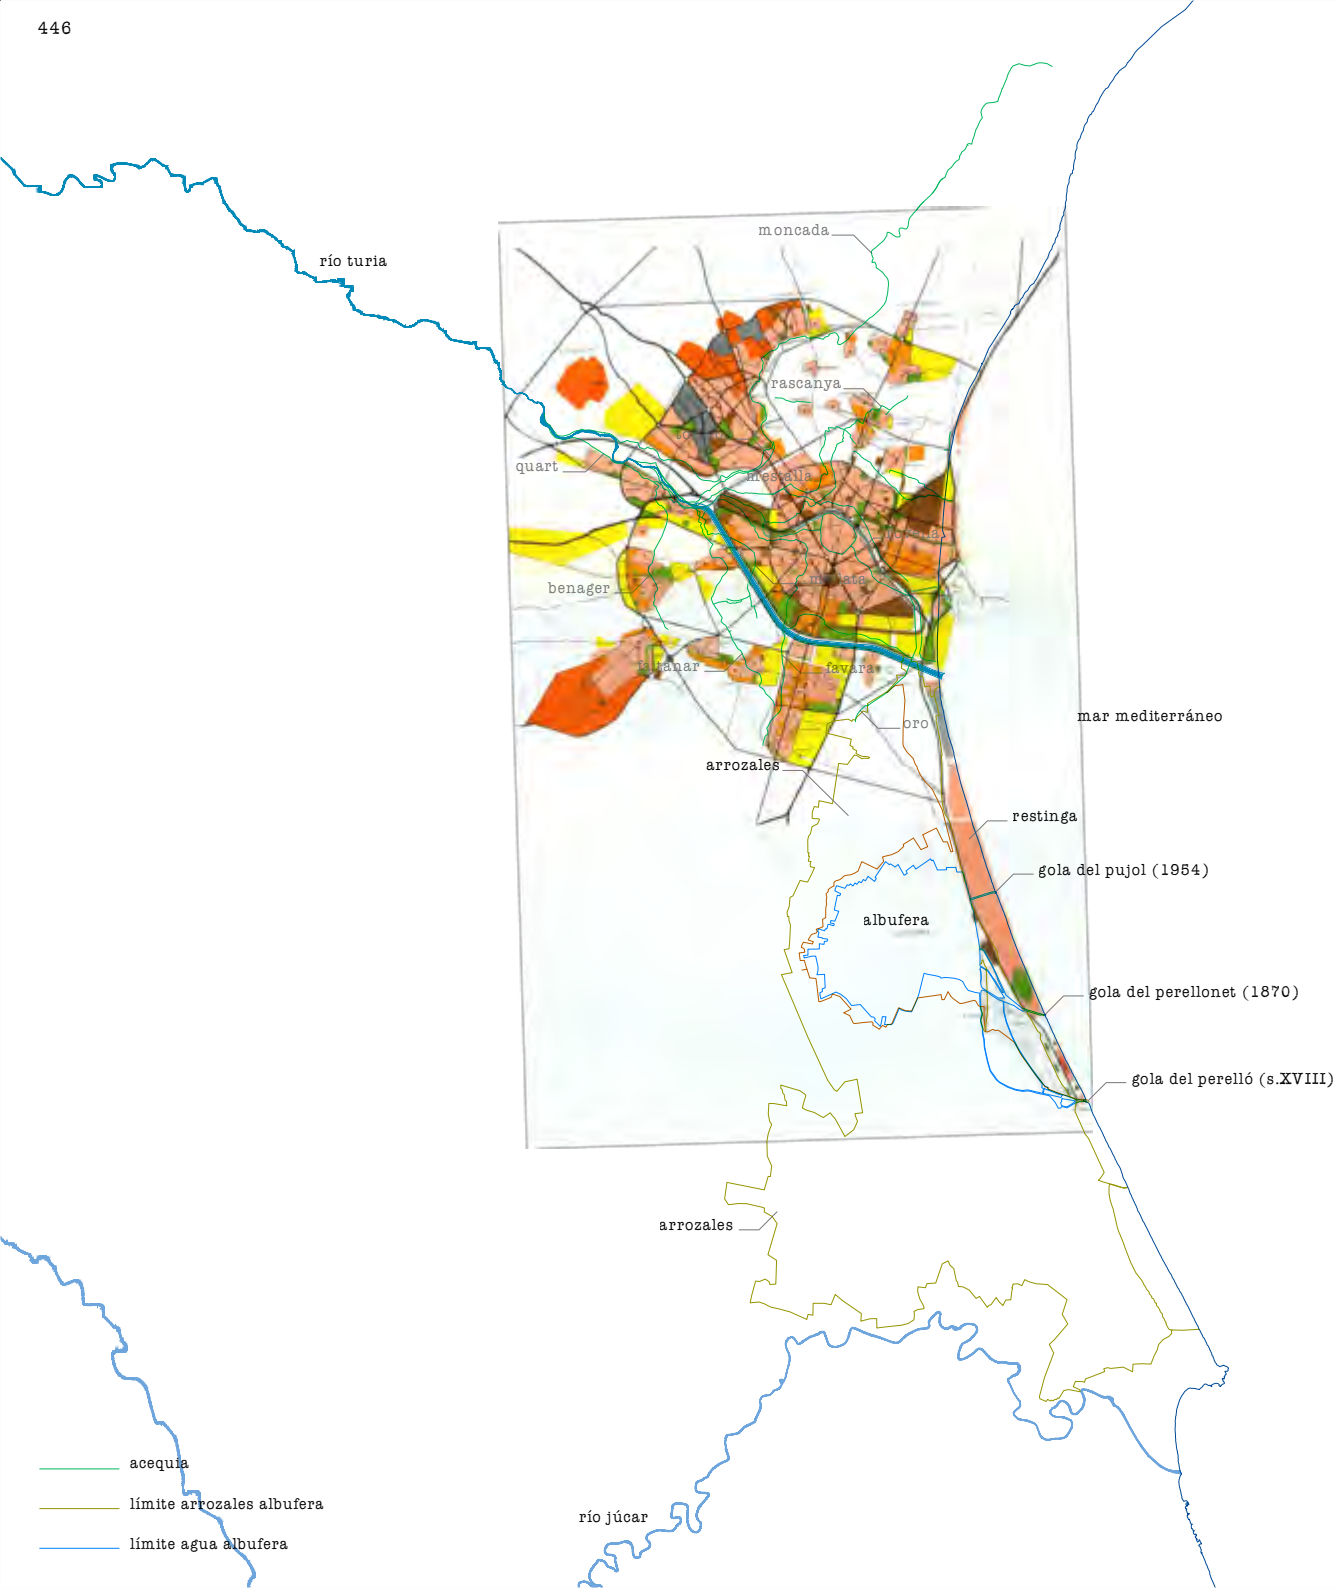 446
río turia
moncada
rascanya
quart
mestalla
benager
favara
oro
mar mediterráneo
arrozales
restinga
gola del pujol (1954)
albufera
gola del perellonet (1870)
gola del perelló (s.XVIII)
arrozales
acequia
límite arrozales albufera
río júcar
límite agua albufera